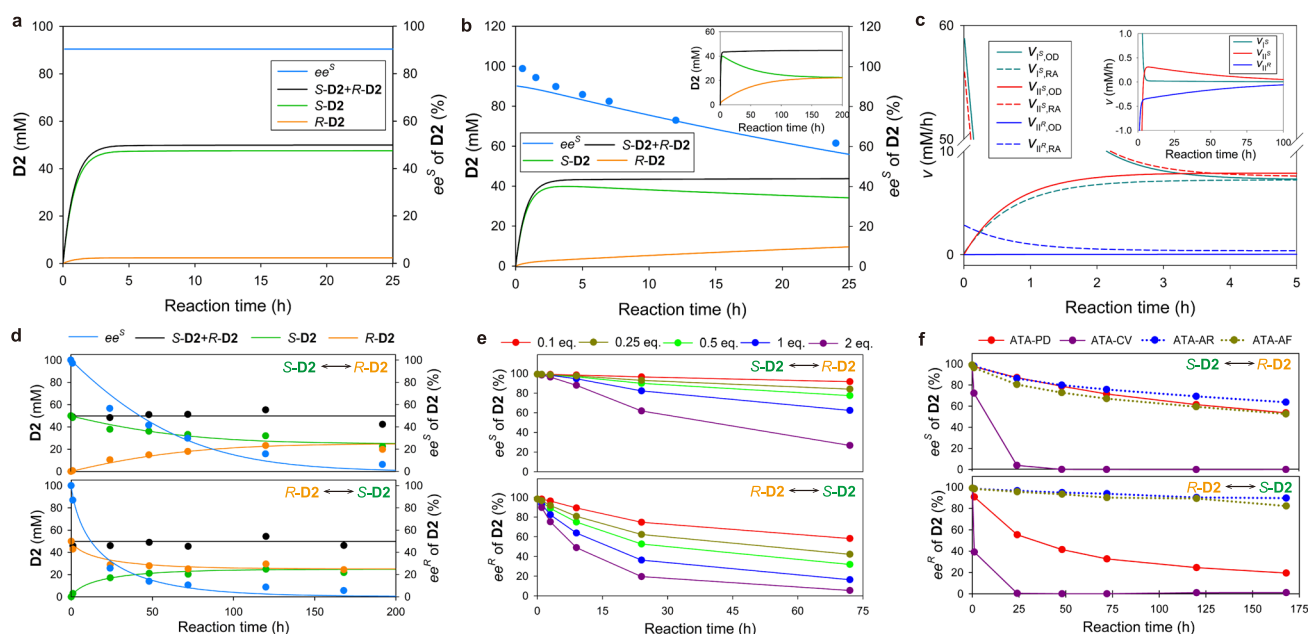 a
D2 (mM)
100
80
60
40
20
0
ee^S
S-D2+R-D2
S-D2
R-D2
100
80
60
40
20
0
ee^S of D2 (%)
0 5 10 15 20 25
Reaction time (h)
b
D2 (mM)
120
100
80
60
40
20
0
D2 (mM)
60
40
20
0
0 50 100
Reaction time (h)
ee^S S-D2+R-D2
S-D2 R-D2
120
100
80
60
40
20
0
ee^S of D2 (%)
0 5 10 15 20 25
Reaction time (h)
c
v (mM/h)
60
50
10
0
V_I^S,OD
V_I^S,RA
V_II^S,OD
V_II^S,RA
V_II^R,OD
V_II^R,RA
v (mM/h)
1.0
0.5
0.0
-0.5
-1.0
V_I^S
V_II^S
V_II^R
0 20 40 60 80 100
Reaction time (h)
0 1 2 3 4 5
Reaction time (h)
d
ee^S S-D2+R-D2 S-D2 R-D2
D2 (mM)
100
80
60
40
20
0
S-D2 ↔ R-D2
100
80
60
40
20
0
ee^S of D2 (%)
D2 (mM)
100
80
60
40
20
0
R-D2 ↔ S-D2
100
80
60
40
20
0
ee^R of D2 (%)
0 50 100 150 200
Reaction time (h)
e
0.1 eq. 0.25 eq. 0.5 eq. 1 eq. 2 eq.
ee^S of D2 (%)
120
100
80
60
40
20
0
S-D2 ↔ R-D2
ee^R of D2 (%)
120
100
80
60
40
20
0
R-D2 ↔ S-D2
0 15 30 45 60 75
Reaction time (h)
f
ATA-PD ATA-CV ATA-AR ATA-AF
ee^S of D2 (%)
100
80
60
40
20
0
S-D2 ↔ R-D2
ee^R of D2 (%)
100
80
60
40
20
0
R-D2 ↔ S-D2
0 25 50 75 100 125 150 175
Reaction time (h)